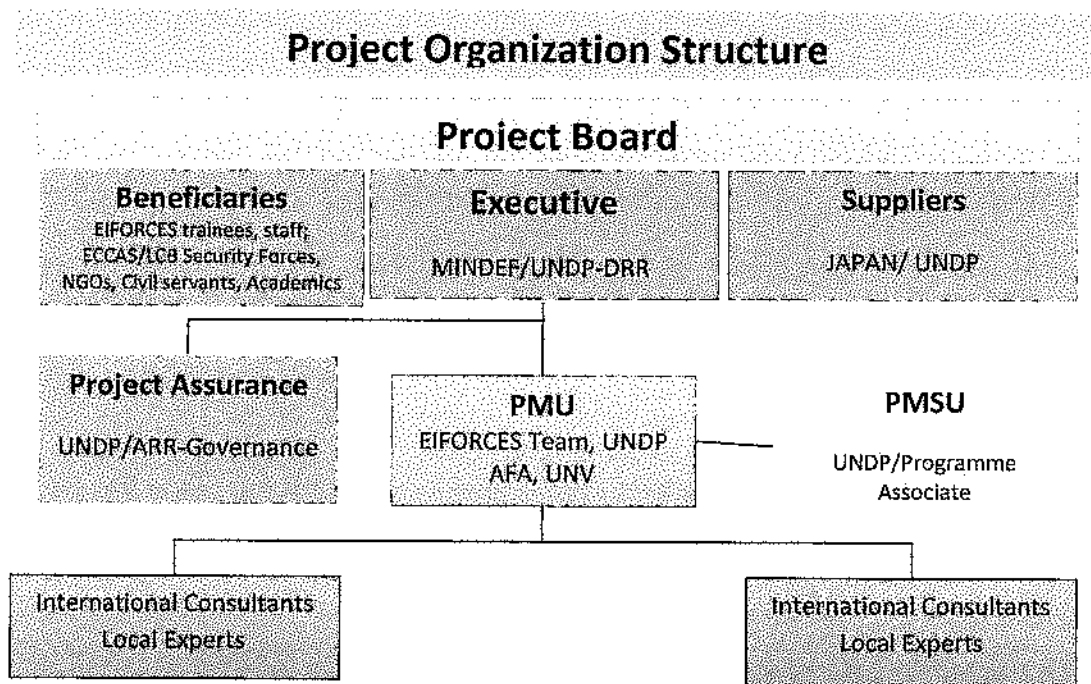 Project Organization Structure
Project Board
Beneficiaries
EIFORCES trainees, staff;
ECCAS/LCB Security Forces,
NGOs, Civil servants, Academics
Executive
MINDEF/UNDP-DRR
Suppliers
JAPAN/ UNDP
Project Assurance
UNDP/ARR-Governance
PMU
EIFORCES Team, UNDP
AFA, UNV
PMSU
UNDP/Programme
Associate
International Consultants
Local Experts
International Consultants
Local Experts